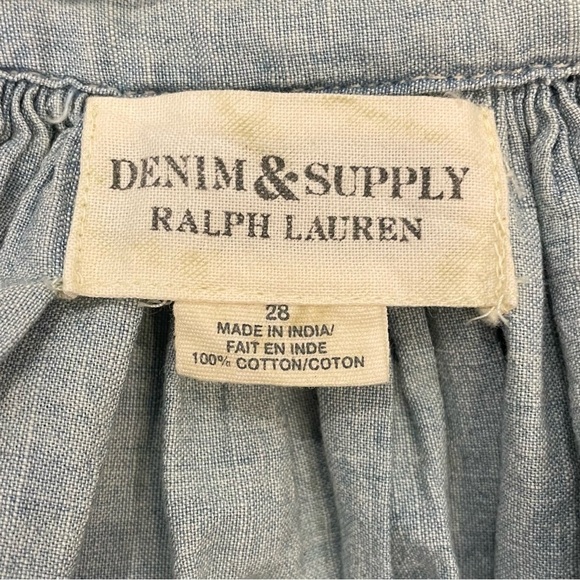 DENIM & SUPPLY
RALPH LAUREN
28
MADE IN INDIA/
FAIT EN INDE
100% COTTON/COTON